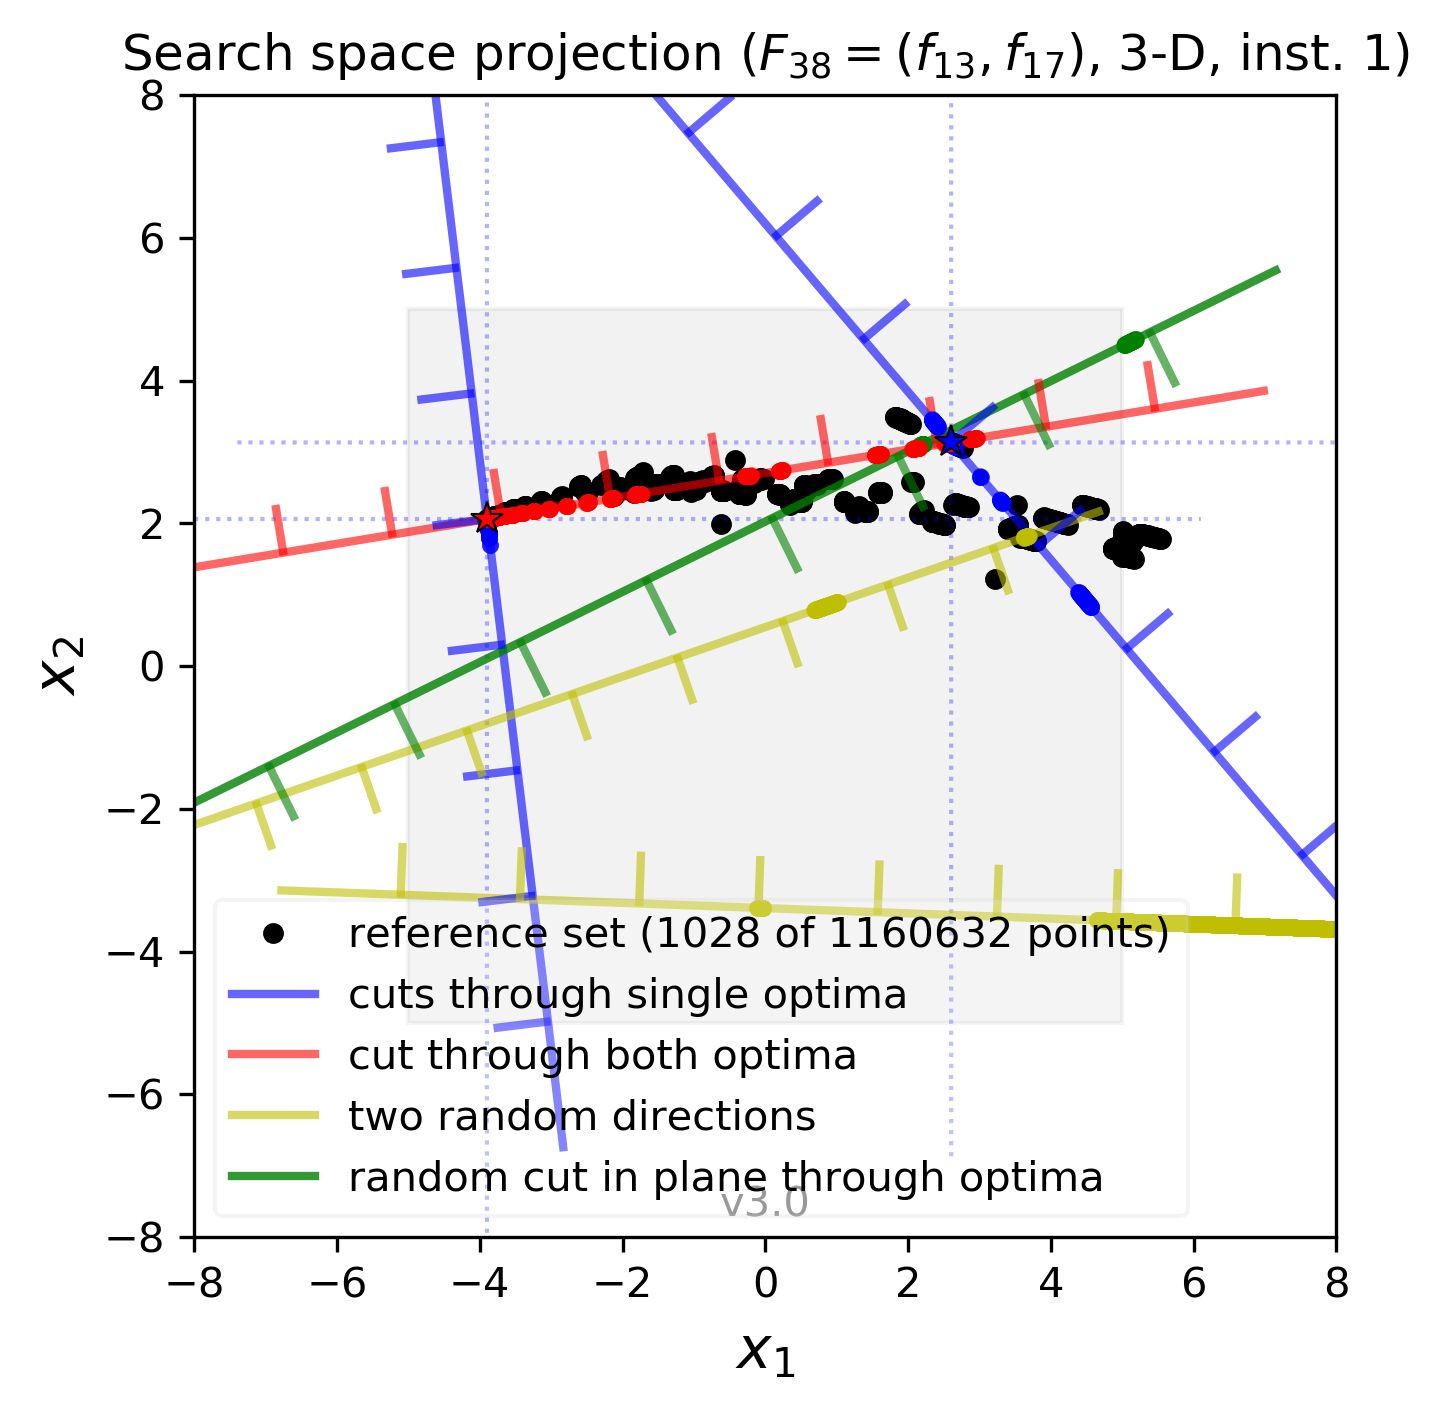 Search space projection (F₃₈ = (f₁₃, f₁₇), 3-D, inst. 1)
8
6
4
2
0
−2
−4
−6
−8
x₂
reference set (1028 of 1160632 points)
cuts through single optima
cut through both optima
two random directions
random cut in plane through optima
v3.0
−8 −6 −4 −2 0 2 4 6 8
x₁